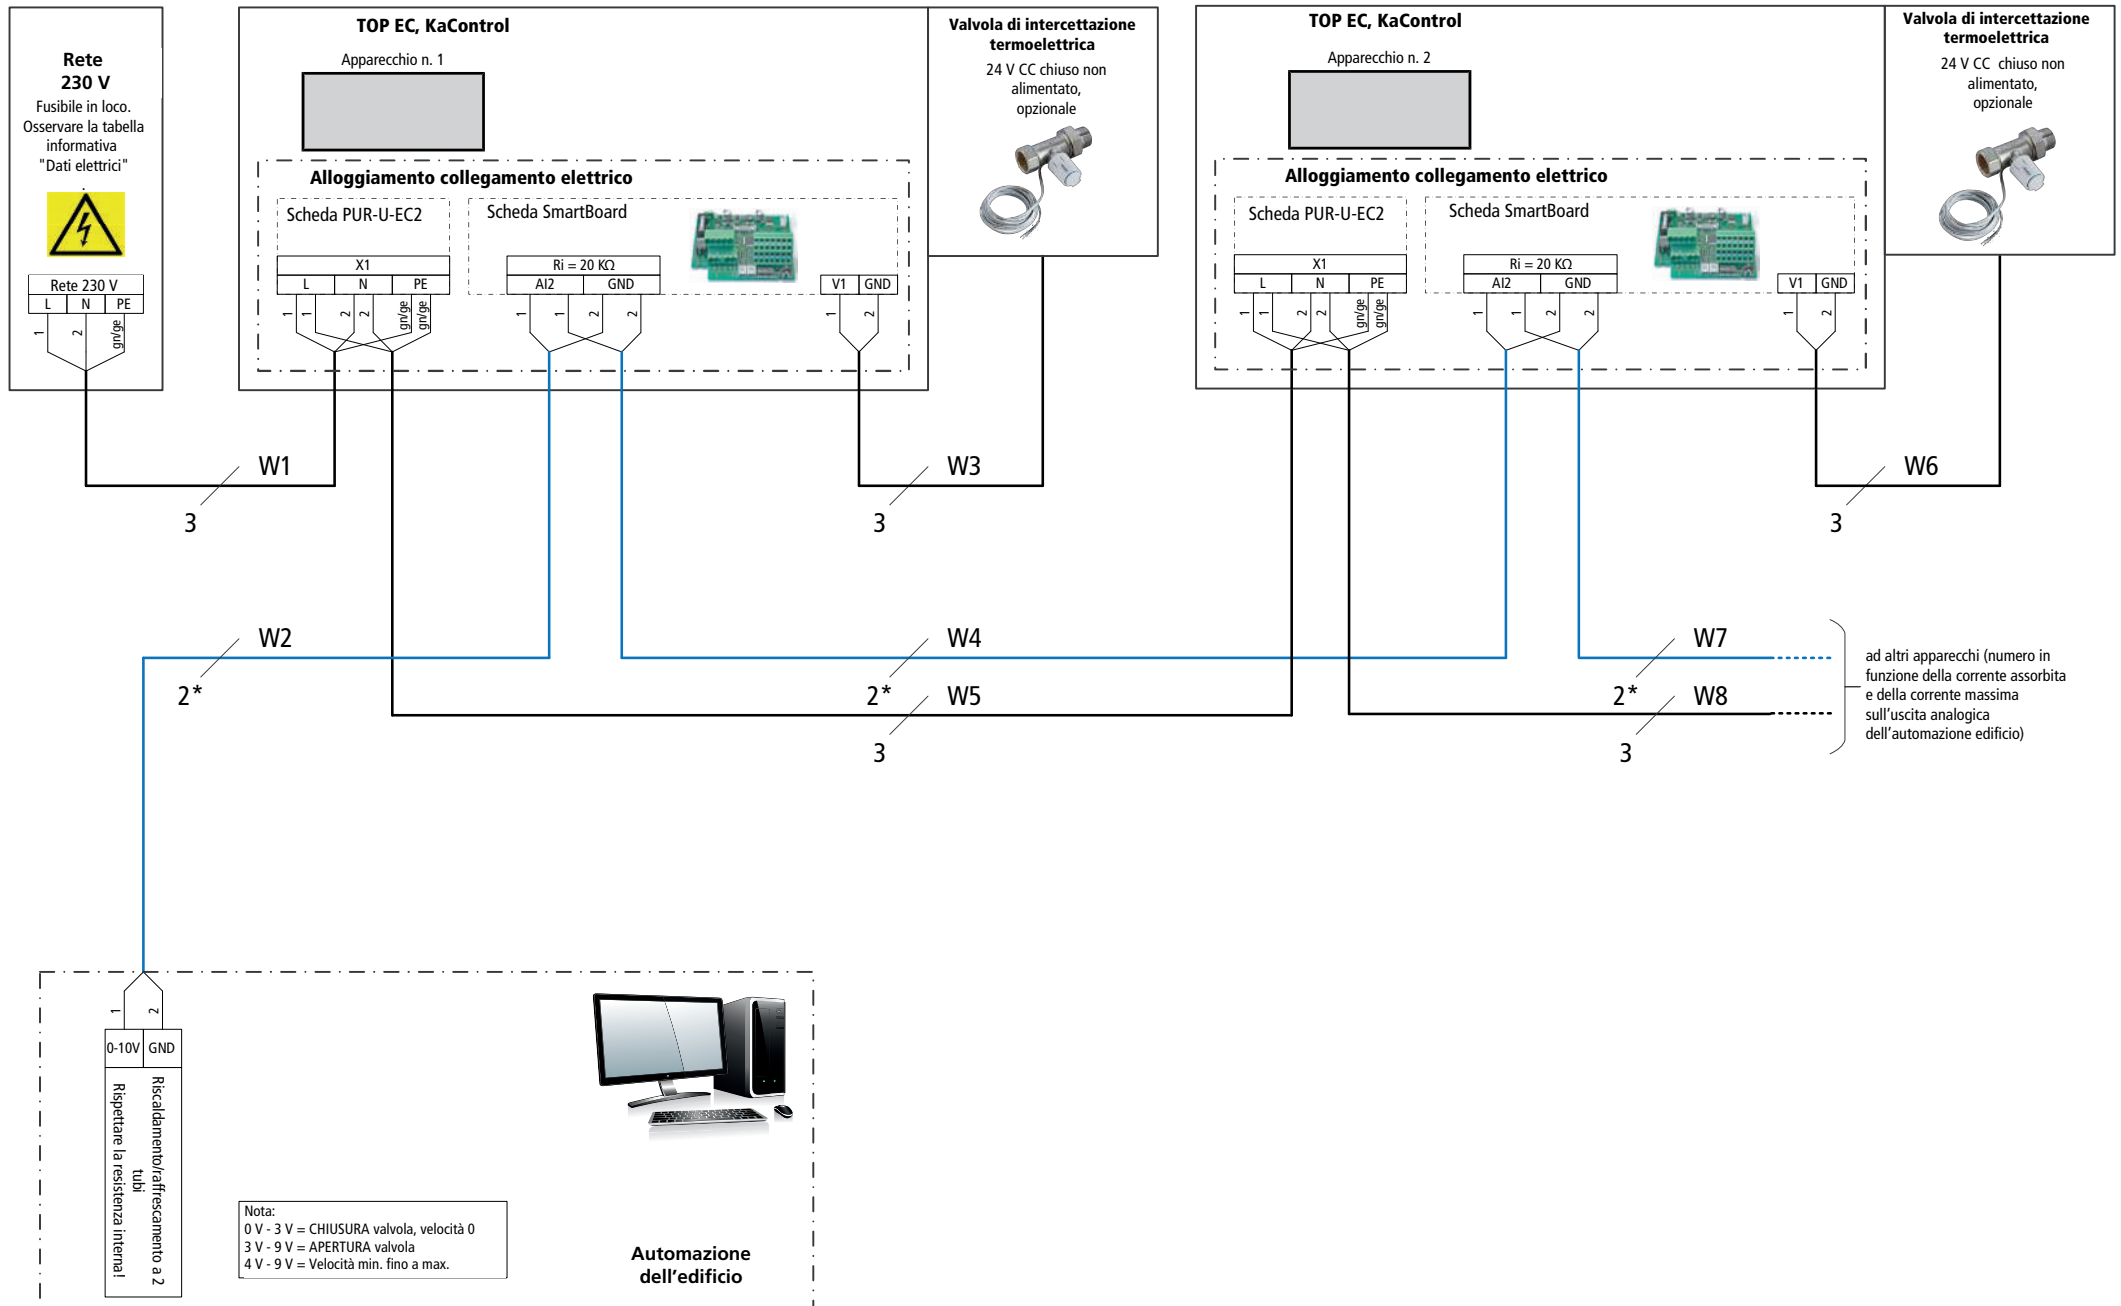 Rete
230 V
Fusibile in loco.
Osservare la tabella
informativa
"Dati elettrici"
Rete 230 V
L N PE
1 2 gn/ge
TOP EC, KaControl
Apparecchio n. 1
Alloggiamento collegamento elettrico
Scheda PUR-U-EC2
X1
L N PE
1 1 2 2 gn/ge gn/ge
Scheda SmartBoard
Ri = 20 KΩ
AI2 GND
1 1 2 2
V1 GND
1 2
Valvola di intercettazione
termoelettrica
24 V CC chiuso non
alimentato,
opzionale
TOP EC, KaControl
Apparecchio n. 2
Alloggiamento collegamento elettrico
Scheda PUR-U-EC2
X1
L N PE
1 1 2 2 gn/ge gn/ge
Scheda SmartBoard
Ri = 20 KΩ
AI2 GND
1 1 2 2
V1 GND
1 2
Valvola di intercettazione
termoelettrica
24 V CC chiuso non
alimentato,
opzionale
W1
3
W3
3
W6
3
W2
2*
W4
2*
W5
3
W7
2*
W8
3
ad altri apparecchi (numero in
funzione della corrente assorbita
e della corrente massima
sull'uscita analogica
dell'automazione edificio)
1 2
0-10V GND
Riscaldamento/raffrescamento a 2
tubi
Rispettare la resistenza interna!
Nota:
0 V - 3 V = CHIUSURA valvola, velocità 0
3 V - 9 V = APERTURA valvola
4 V - 9 V = Velocità min. fino a max.
Automazione
dell'edificio